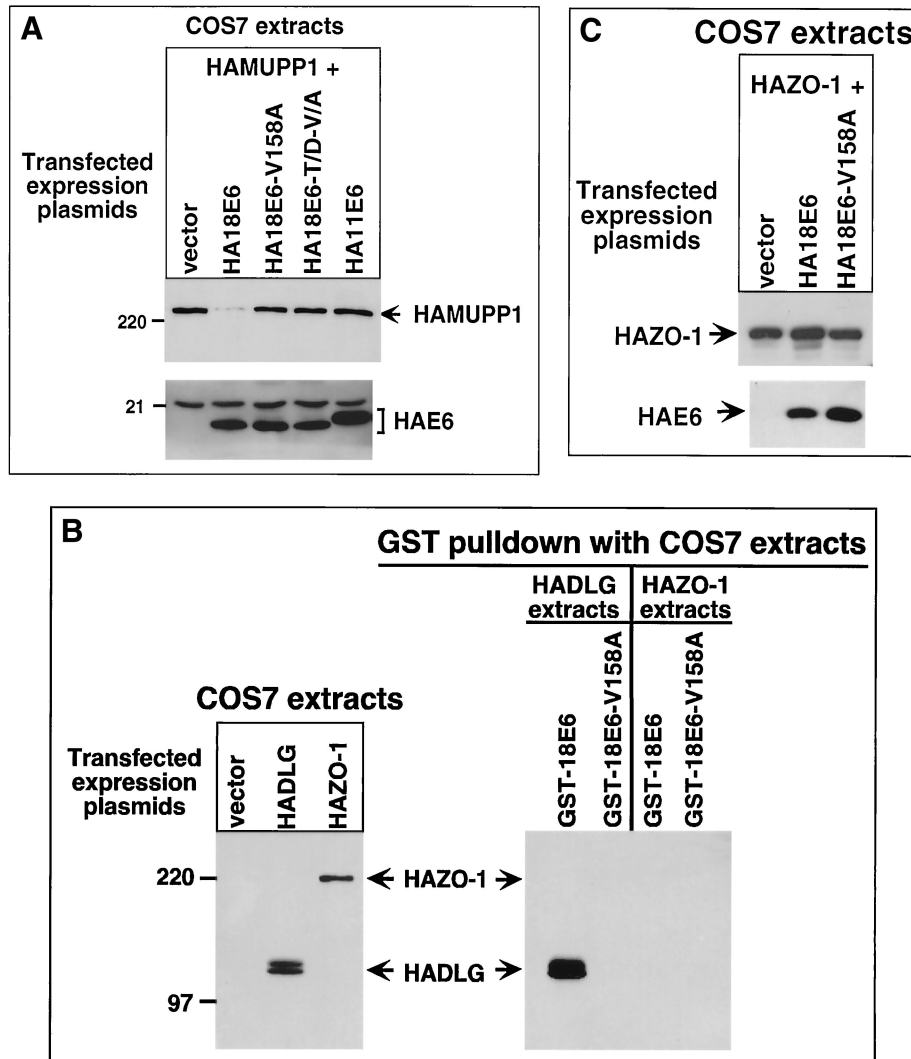 A
COS7 extracts
HAMUPP1 +
Transfected
expression
plasmids
vector
HA18E6
HA18E6-V158A
HA18E6-T/D-V/A
HA11E6
220
HAMUPP1
21
HAE6
C
COS7 extracts
HAZO-1 +
Transfected
expression
plasmids
vector
HA18E6
HA18E6-V158A
HAZO-1
HAE6
B
GST pulldown with COS7 extracts
HADLG
extracts
HAZO-1
extracts
GST-18E6
GST-18E6-V158A
GST-18E6
GST-18E6-V158A
COS7 extracts
Transfected
expression
plasmids
vector
HADLG
HAZO-1
220
HAZO-1
HADLG
97